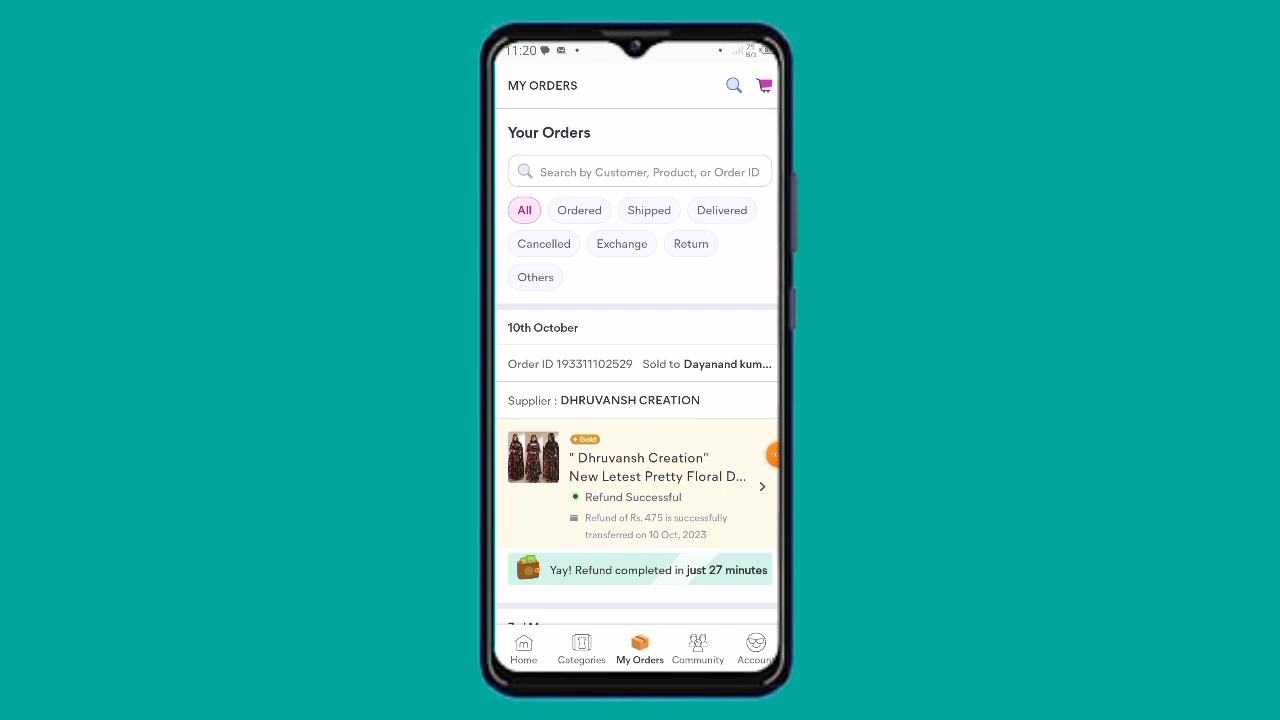 11:20
25
B/s
MY ORDERS
Your Orders
Search by Customer, Product, or Order ID
All Ordered Shipped Delivered
Cancelled Exchange Return
Others
10th October
Order ID 193311102529 Sold to Dayanand kum...
Supplier : DHRUVANSH CREATION
+ Gold
" Dhruvansh Creation"
New Letest Pretty Floral D...
Refund Successful
Refund of Rs. 475 is successfully
transferred on 10 Oct, 2023
Yay! Refund completed in just 27 minutes
Home Categories My Orders Community Account